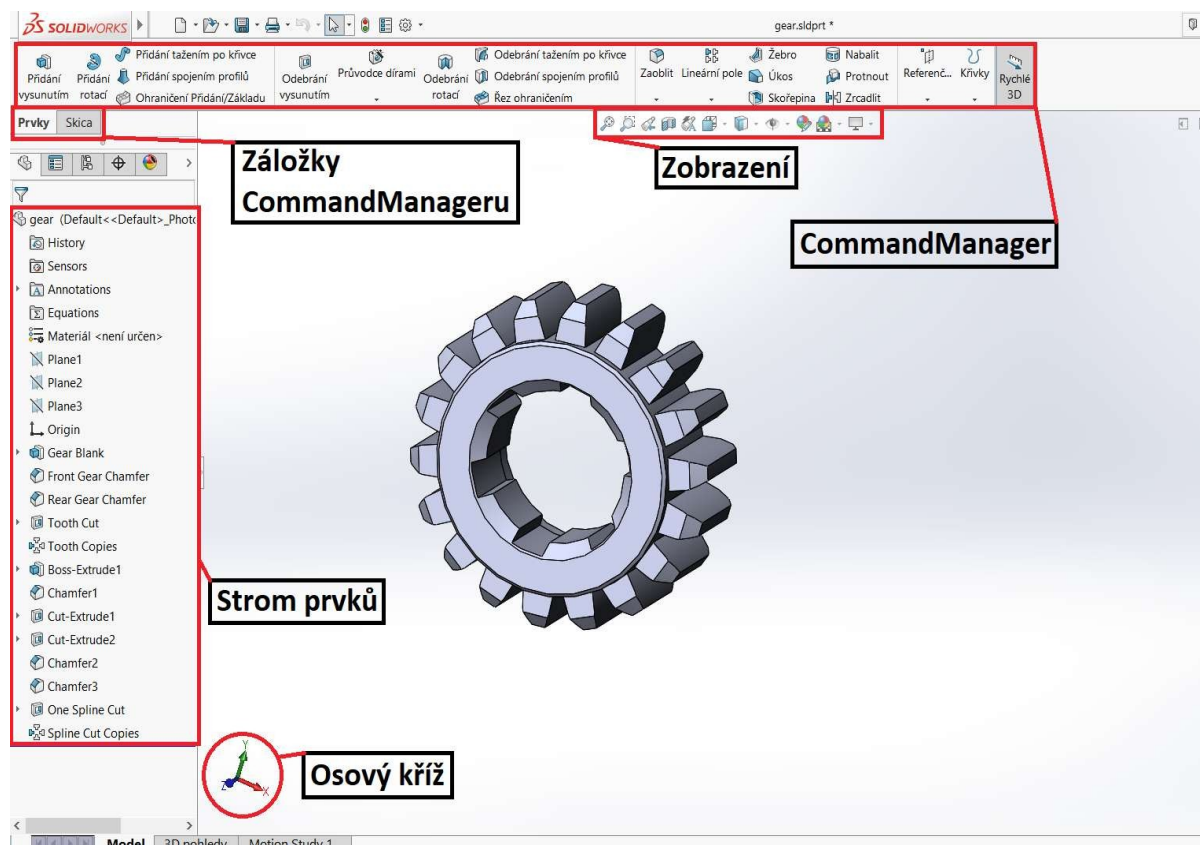 SOLIDWORKS
gear.sldprt *
Přidání vysunutím
Přidání rotací
Přidání tažením po křivce
Přidání spojením profilů
Ohraničení Přidání/Základu
Odebrání vysunutím
Průvodce dírami
Odebrání rotací
Odebrání tažením po křivce
Odebrání spojením profilů
Řez ohraničením
Zaoblit
Lineární pole
Žebro
Úkos
Skořepina
Nabalit
Protnout
Zrcadlit
Referenč...
Křivky
Rychlé 3D
Prvky
Skica
Záložky
CommandManageru
Zobrazení
CommandManager
gear (Default<<Default>_Photo
History
Sensors
Annotations
Equations
Materiál <není určen>
Plane1
Plane2
Plane3
Origin
Gear Blank
Front Gear Chamfer
Rear Gear Chamfer
Tooth Cut
Tooth Copies
Boss-Extrude1
Chamfer1
Cut-Extrude1
Cut-Extrude2
Chamfer2
Chamfer3
One Spline Cut
Spline Cut Copies
Strom prvků
Y
Z
X
Osový kříž
Model
3D pohledy
Motion Study 1